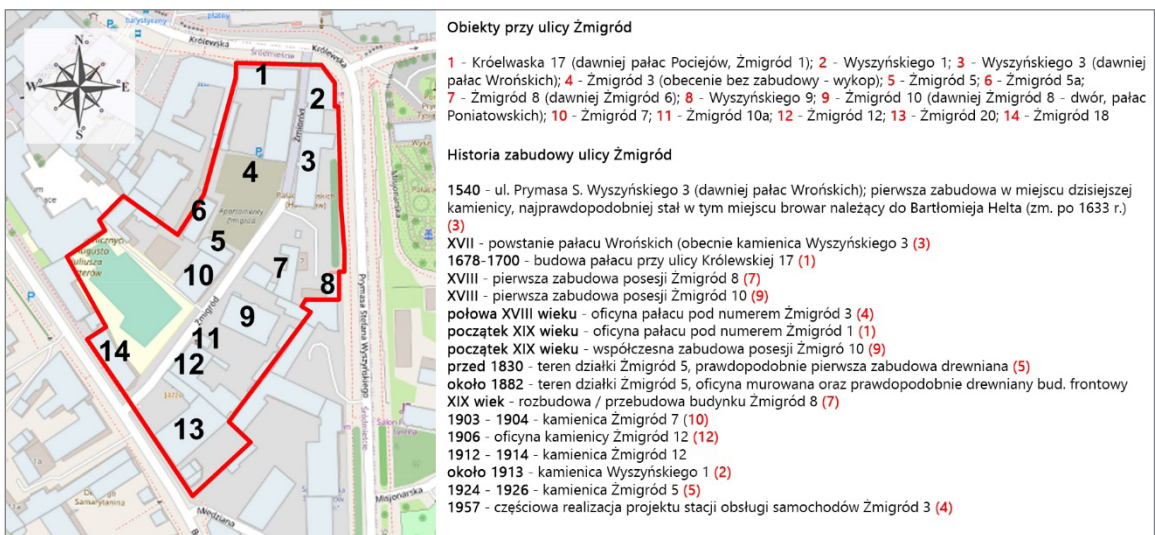 płatny
turystyczny
P
Królewska
Śródmieście
Królewska
N
W
E
S
1
2
Żmigród
3
4
P
Misjonarska
6
Apartamenty
Żmigród
5
7
10
8
9
Żmigród
P
14
11
12
Prymasa Stefana Wyszyńskiego
Śródmieście
13
Samarytanina
Miedziana
Misjonarska
Obiekty przy ulicy Żmigród
1 - Króelwaska 17 (dawniej pałac Pociejów, Żmigród 1); 2 - Wyszyńskiego 1; 3 - Wyszyńskiego 3 (dawniej
pałac Wrońskich); 4 - Żmigród 3 (obecenie bez zabudowy - wykop); 5 - Żmigród 5; 6 - Żmigród 5a;
7 - Żmigród 8 (dawniej Żmigród 6); 8 - Wyszyńskiego 9; 9 - Żmigród 10 (dawniej Żmigród 8 - dwór, pałac
Poniatowskich); 10 - Żmigród 7; 11 - Żmigród 10a; 12 - Żmigród 12; 13 - Żmigród 20; 14 - Żmigród 18
Historia zabudowy ulicy Żmigród
1540 - ul. Prymasa S. Wyszyńskiego 3 (dawniej pałac Wrońskich); pierwsza zabudowa w miejscu dzisiejszej
kamienicy, najprawdopodobniej stał w tym miejscu browar należący do Bartłomieja Helta (zm. po 1633 r.)
(3)
XVII - powstanie pałacu Wrońskich (obecnie kamienica Wyszyńskiego 3 (3)
1678-1700 - budowa pałacu przy ulicy Królewskiej 17 (1)
XVIII - pierwsza zabudowa posesji Żmigród 8 (7)
XVIII - pierwsza zabudowa posesji Żmigród 10 (9)
połowa XVIII wieku - oficyna pałacu pod numerem Żmigród 3 (4)
początek XIX wieku - oficyna pałacu pod numerem Żmigród 1 (1)
początek XIX wieku - współczesna zabudowa posesji Żmigró 10 (9)
przed 1830 - teren działki Żmigród 5, prawdopodobnie pierwsza zabudowa drewniana (5)
około 1882 - teren działki Żmigród 5, oficyna murowana oraz prawdopodobnie drewniany bud. frontowy
XIX wiek - rozbudowa / przebudowa budynku Żmigród 8 (7)
1903 - 1904 - kamienica Żmigród 7 (10)
1906 - oficyna kamienicy Żmigród 12 (12)
1912 - 1914 - kamienica Żmigród 12
około 1913 - kamienica Wyszyńskiego 1 (2)
1924 - 1926 - kamienica Żmigród 5 (5)
1957 - częściowa realizacja projektu stacji obsługi samochodów Żmigród 3 (4)